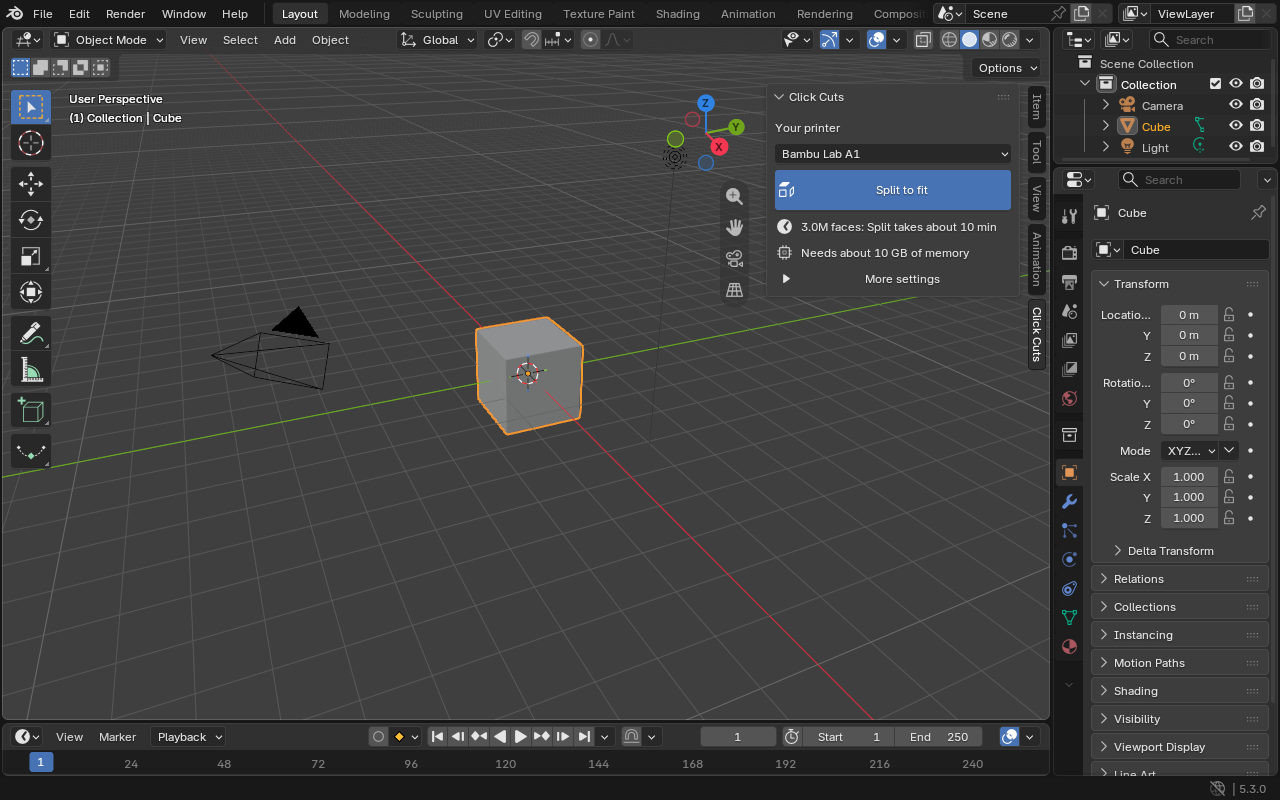 File Edit Render Window Help Layout Modeling Sculpting UV Editing Texture Paint Shading Animation Rendering Scene ViewLayer
Object Mode View Select Add Object Global Search
Options
Scene Collection
Collection
Camera
Cube
Light
User Perspective
(1) Collection | Cube
Z
Y
X
Click Cuts
Your printer
Bambu Lab A1
Split to fit
3.0M faces: Split takes about 10 min
Needs about 10 GB of memory
More settings
Item
Tool
View
Animation
Click Cuts
Search
Cube
Cube
Transform
Locatio... 0 m
Y 0 m
Z 0 m
Rotatio... 0°
Y 0°
Z 0°
Mode XYZ...
Scale X 1.000
Y 1.000
Z 1.000
Delta Transform
Relations
Collections
Instancing
Motion Paths
Shading
Visibility
Viewport Display
Line Art
View Marker Playback 1 Start 1 End 250
1 24 48 72 96 120 144 168 192 216 240
5.3.0